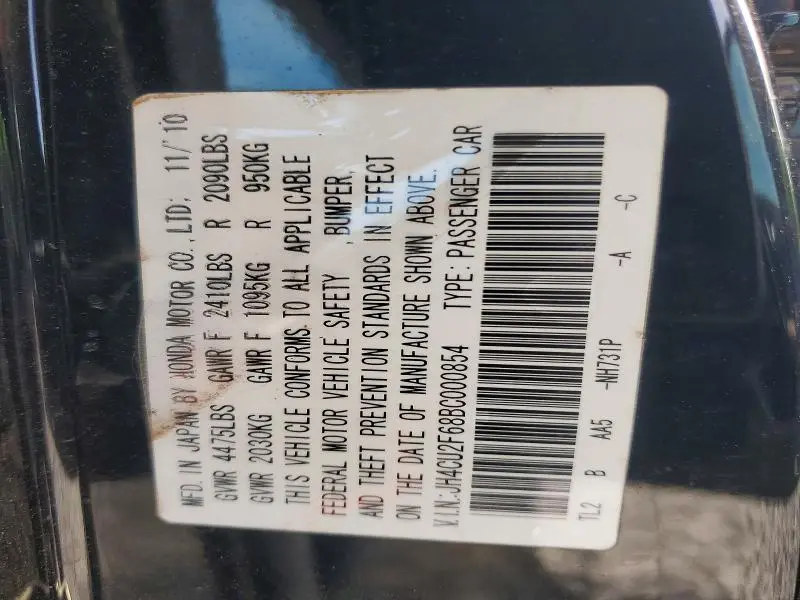 MFD. IN JAPAN BY HONDA MOTOR CO., LTD; 11/'10
GVWR 4475LBS GAWR F 2410LBS R 2090LBS
GVWR 2030KG GAWR F 1095KG R 950KG
THIS VEHICLE CONFORMS TO ALL APPLICABLE
FEDERAL MOTOR VEHICLE SAFETY , BUMPER,
AND THEFT PREVENTION STANDARDS IN EFFECT
ON THE DATE OF MANUFACTURE SHOWN ABOVE.
V.I.N:JH4CU2F68BC000854 TYPE: PASSENGER CAR
TL2 B AA5 -NH731P -A -C